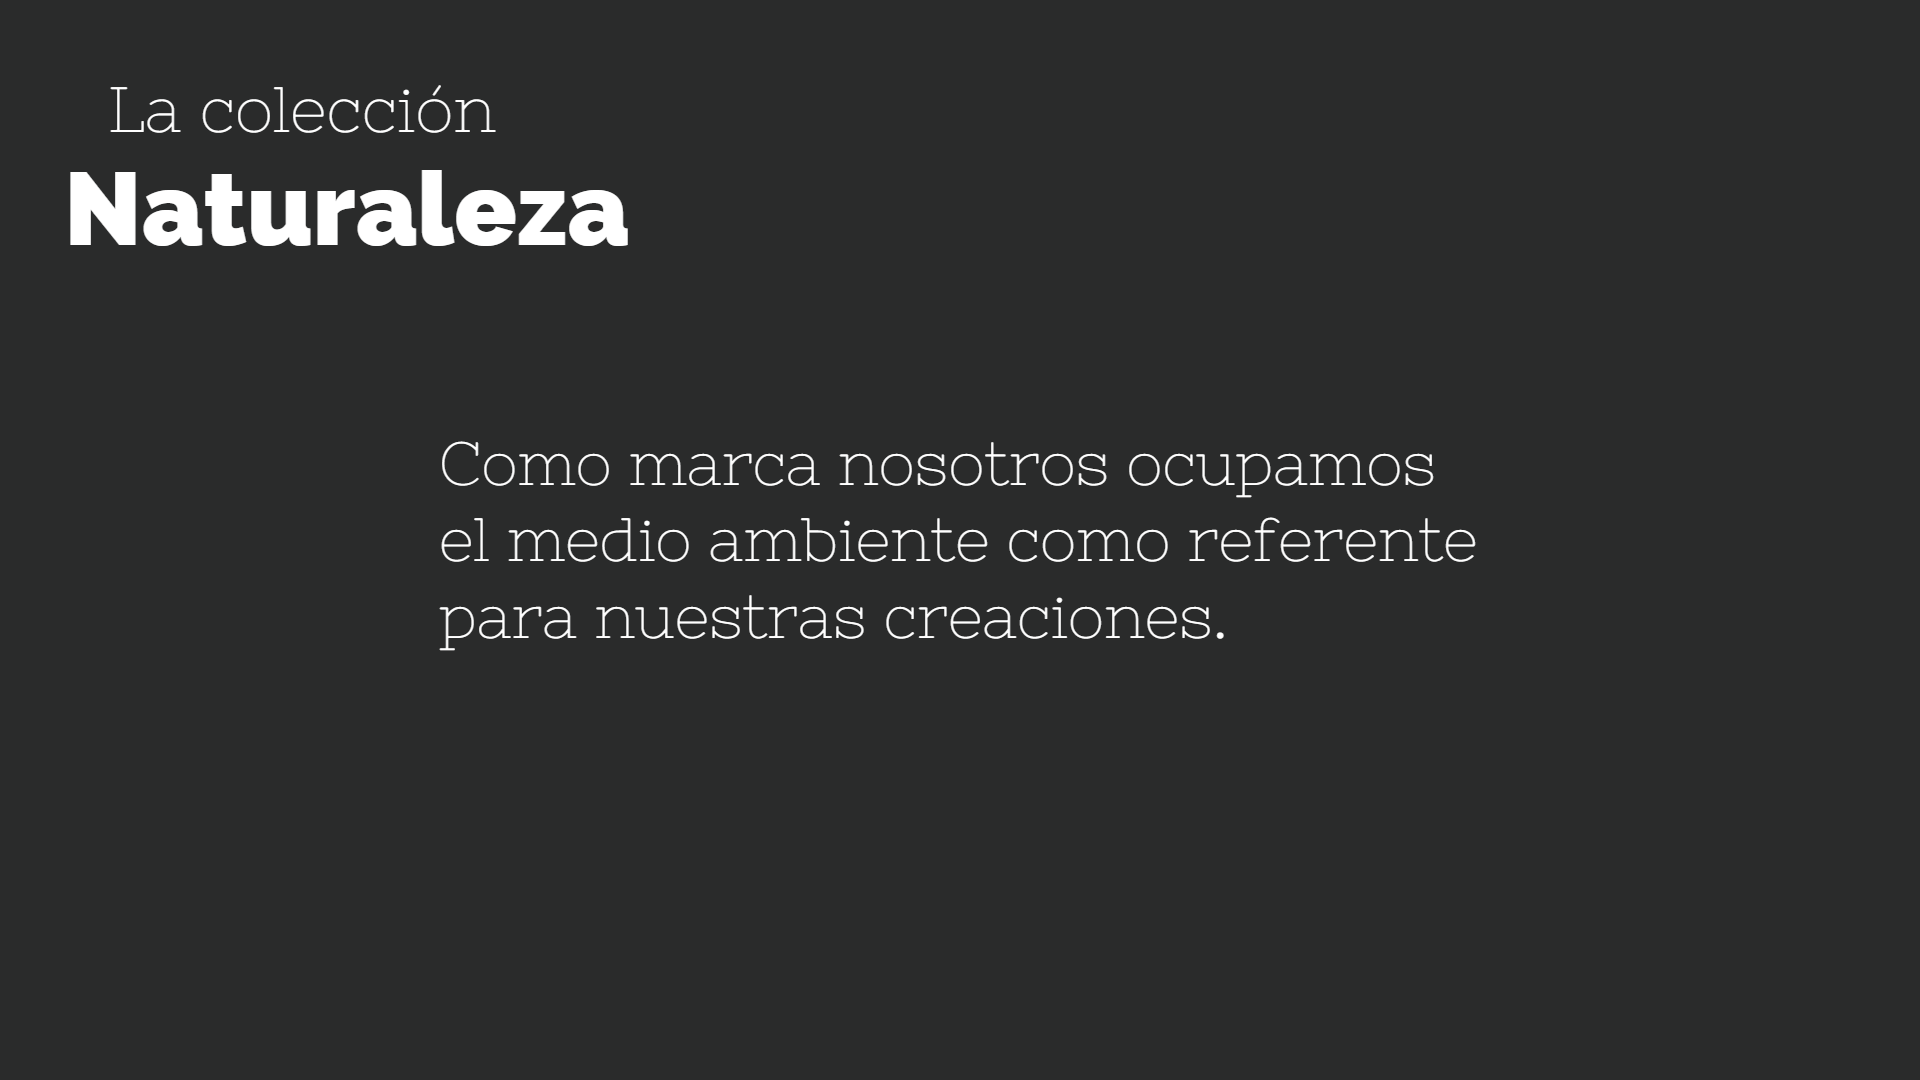 La colección
Naturaleza
Como marca nosotros ocupamos
el medio ambiente como referente
para nuestras creaciones.